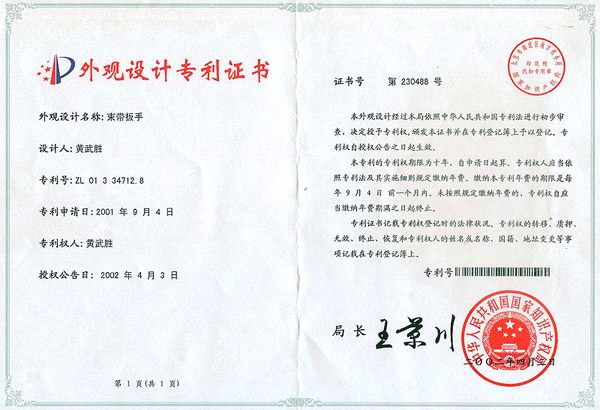 外观设计专利证书
外观设计名称: 束带扳手
设计人: 黄武胜
专利号: ZL 01 3 34712.8
专利申请日: 2001 年 9 月 4 日
专利权人: 黄武胜
授权公告日: 2002 年 4 月 3 日
第 1 页(共 1 页)
证书号 第 230488 号
印花税
代扣专用章
国家知识产权局
本外观设计经过本局依照中华人民共和国专利法进行初步审
查,决定授予专利权,颁发本证书并在专利登记簿上予以登记。专利
权自授权公告之日起生效。
本专利的专利权期限为十年,自申请日起算。专利权人应当依
照专利法及其实施细则规定缴纳年费。缴纳本专利年费的期限是每
年 9 月 4 日 前一个月内。未按照规定缴纳年费的,专利权自应
当缴纳年费期满之日起终止。
专利证书记载专利权登记时的法律状况。专利权的转移、质押、
无效、终止、恢复和专利权人的姓名或名称、国籍、地址变更等事
项记载在专利登记簿上。
专利号
局长 王景川
中华人民共和国国家知识产权局
二〇〇二年四月三日